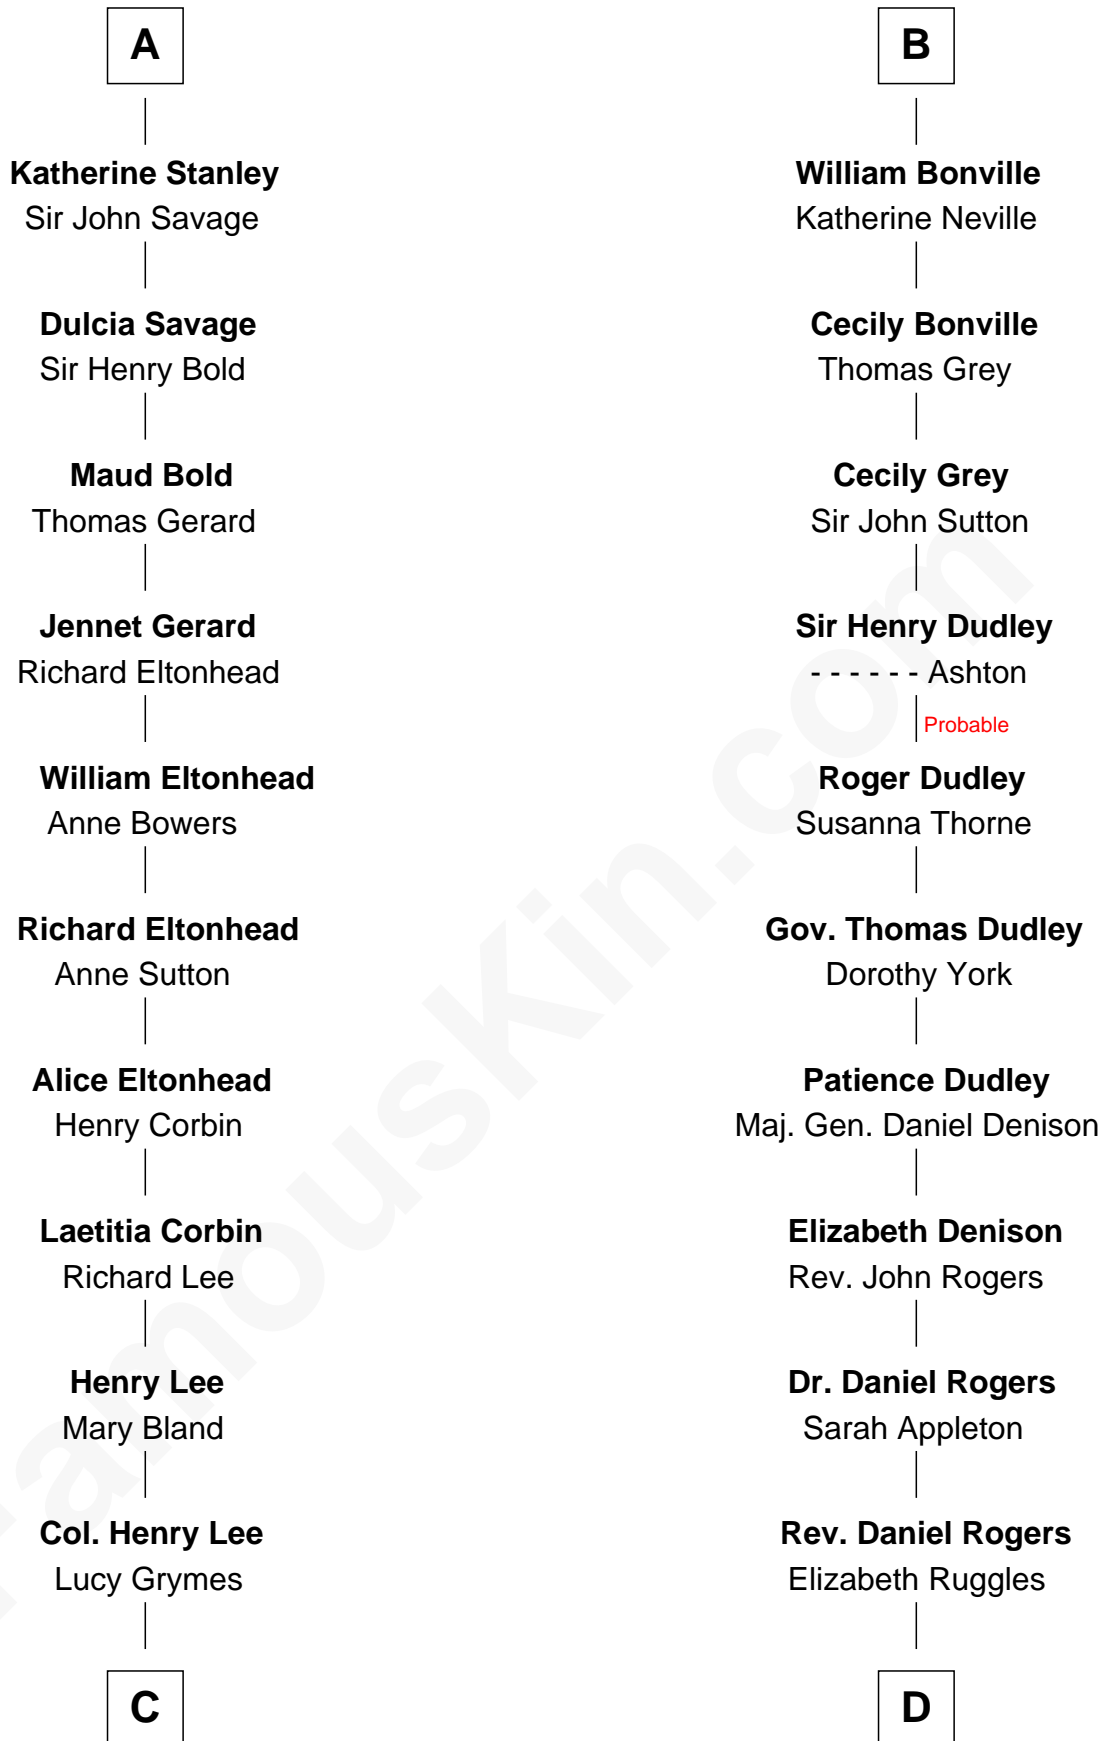 A
Katherine Stanley
Sir John Savage
Dulcia Savage
Sir Henry Bold
Maud Bold
Thomas Gerard
Jennet Gerard
Richard Eltonhead
William Eltonhead
Anne Bowers
Richard Eltonhead
Anne Sutton
Alice Eltonhead
Henry Corbin
Laetitia Corbin
Richard Lee
Henry Lee
Mary Bland
Col. Henry Lee
Lucy Grymes
C
B
William Bonville
Katherine Neville
Cecily Bonville
Thomas Grey
Cecily Grey
Sir John Sutton
Sir Henry Dudley
- - - - - - Ashton
Probable
Roger Dudley
Susanna Thorne
Gov. Thomas Dudley
Dorothy York
Patience Dudley
Maj. Gen. Daniel Denison
Elizabeth Denison
Rev. John Rogers
Dr. Daniel Rogers
Sarah Appleton
Rev. Daniel Rogers
Elizabeth Ruggles
D
FamousKin.com